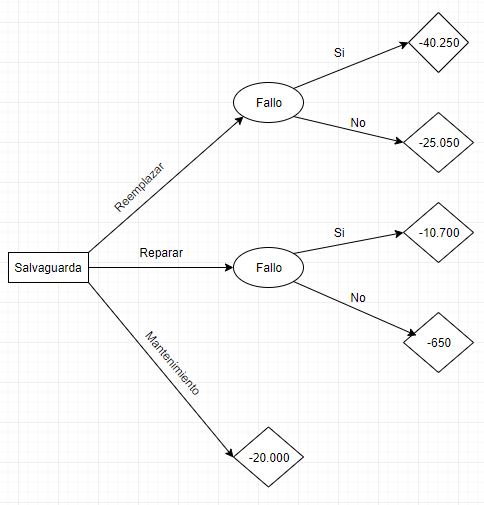 Si
-40.250
Fallo
No
-25.050
Reemplazar
Si
-10.700
Reparar
Salvaguarda
Fallo
No
-650
Mantenimiento
-20.000